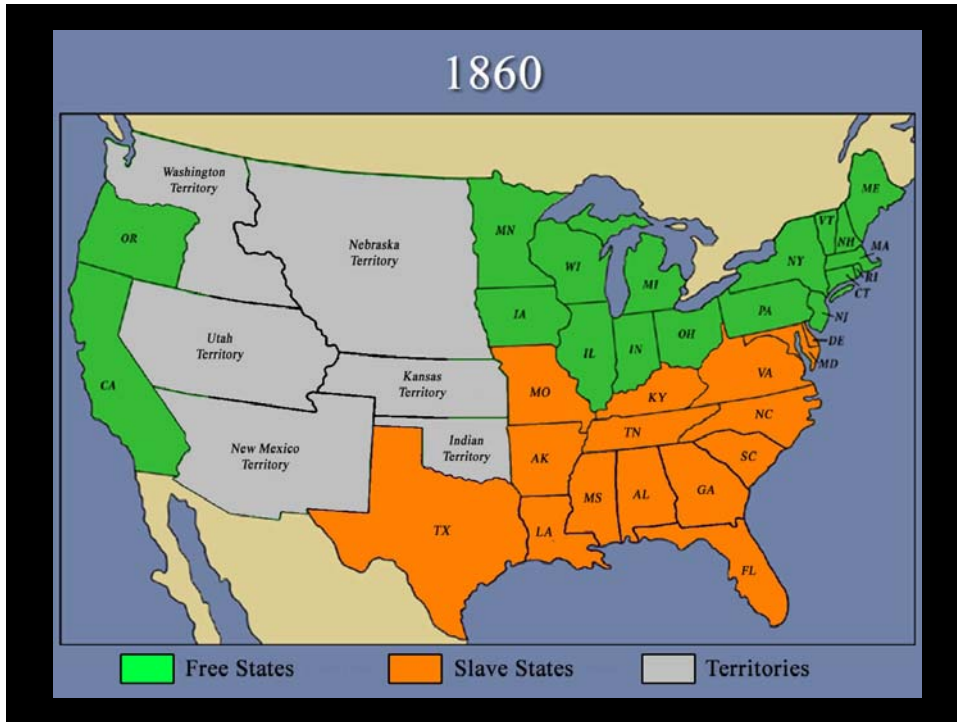 1860
Washington
Territory
ME
OR
MN
VT
NH
MA
Nebraska
Territory
WI
MI
NY
RI
CT
IA
PA
NJ
Utah
Territory
IL
IN
OH
DE
MD
CA
Kansas
Territory
MO
KY
VA
NC
New Mexico
Territory
Indian
Territory
TN
AK
SC
MS
AL
GA
TX
LA
FL
Free States
Slave States
Territories